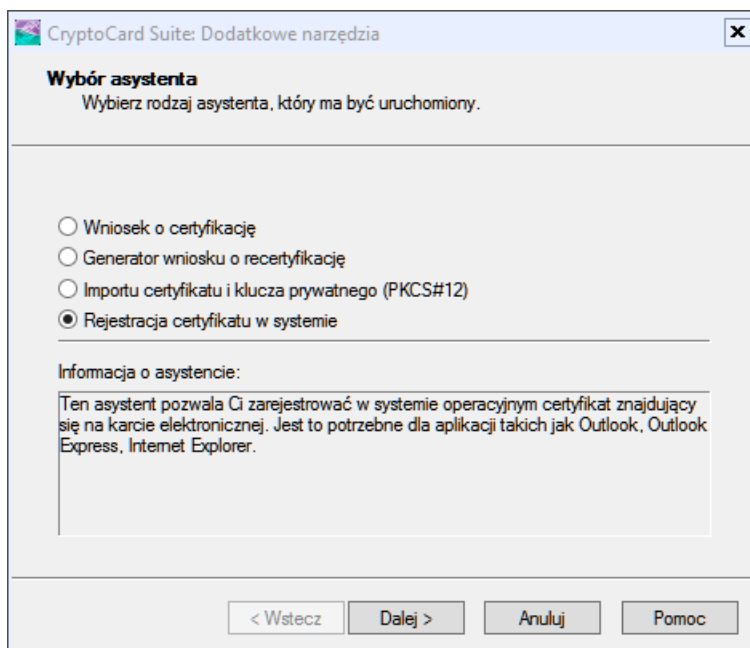 CryptoCard Suite: Dodatkowe narzędzia
Wybór asystenta
Wybierz rodzaj asystenta, który ma być uruchomiony.
Wniosek o certyfikację
Generator wniosku o recertyfikację
Importu certyfikatu i klucza prywatnego (PKCS#12)
Rejestracja certyfikatu w systemie
Informacja o asystencie:
Ten asystent pozwala Ci zarejestrować w systemie operacyjnym certyfikat znajdujący
się na karcie elektronicznej. Jest to potrzebne dla aplikacji takich jak Outlook, Outlook
Express, Internet Explorer.
< Wstecz Dalej > Anuluj Pomoc